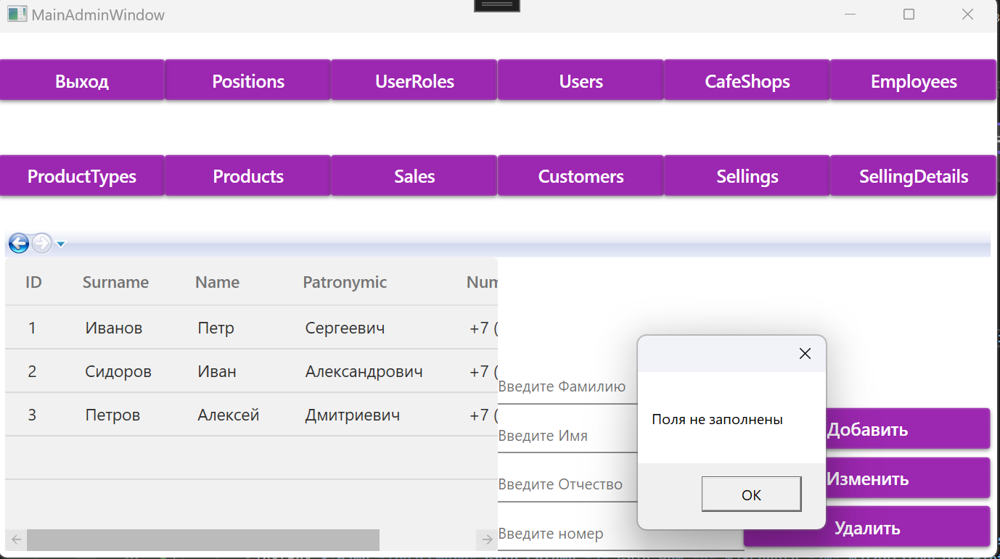 MainAdminWindow
Выход Positions UserRoles Users CafeShops Employees
ProductTypes Products Sales Customers Sellings SellingDetails
ID Surname Name Patronymic Num
1 Иванов Петр Сергеевич +7 (
2 Сидоров Иван Александрович +7 (
3 Петров Алексей Дмитриевич +7 (
Введите Фамилию
Введите Имя
Введите Отчество
Введите номер
Поля не заполнены
OK
Добавить
Изменить
Удалить